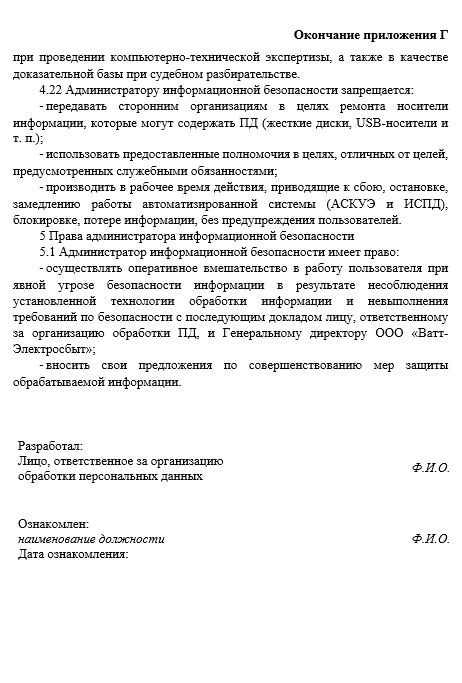 Окончание приложения Г
при проведении компьютерно-технической экспертизы, а также в качестве
доказательной базы при судебном разбирательстве.
4.22 Администратору информационной безопасности запрещается:
- передавать сторонним организациям в целях ремонта носители
информации, которые могут содержать ПД (жесткие диски, USB-носители и
т. п.);
- использовать предоставленные полномочия в целях, отличных от целей,
предусмотренных служебными обязанностями;
- производить в рабочее время действия, приводящие к сбою, остановке,
замедлению работы автоматизированной системы (АСКУЭ и ИСПД),
блокировке, потере информации, без предупреждения пользователей.
5 Права администратора информационной безопасности
5.1 Администратор информационной безопасности имеет право:
- осуществлять оперативное вмешательство в работу пользователя при
явной угрозе безопасности информации в результате несоблюдения
установленной технологии обработки информации и невыполнения
требований по безопасности с последующим докладом лицу, ответственному
за организацию обработки ПД, и Генеральному директору ООО «Ватт-
Электросбыт»;
- вносить свои предложения по совершенствованию мер защиты
обрабатываемой информации.
Разработал:
Лицо, ответственное за организацию
обработки персональных данных
Ф.И.О.
Ознакомлен:
наименование должности Ф.И.О.
Дата ознакомления: